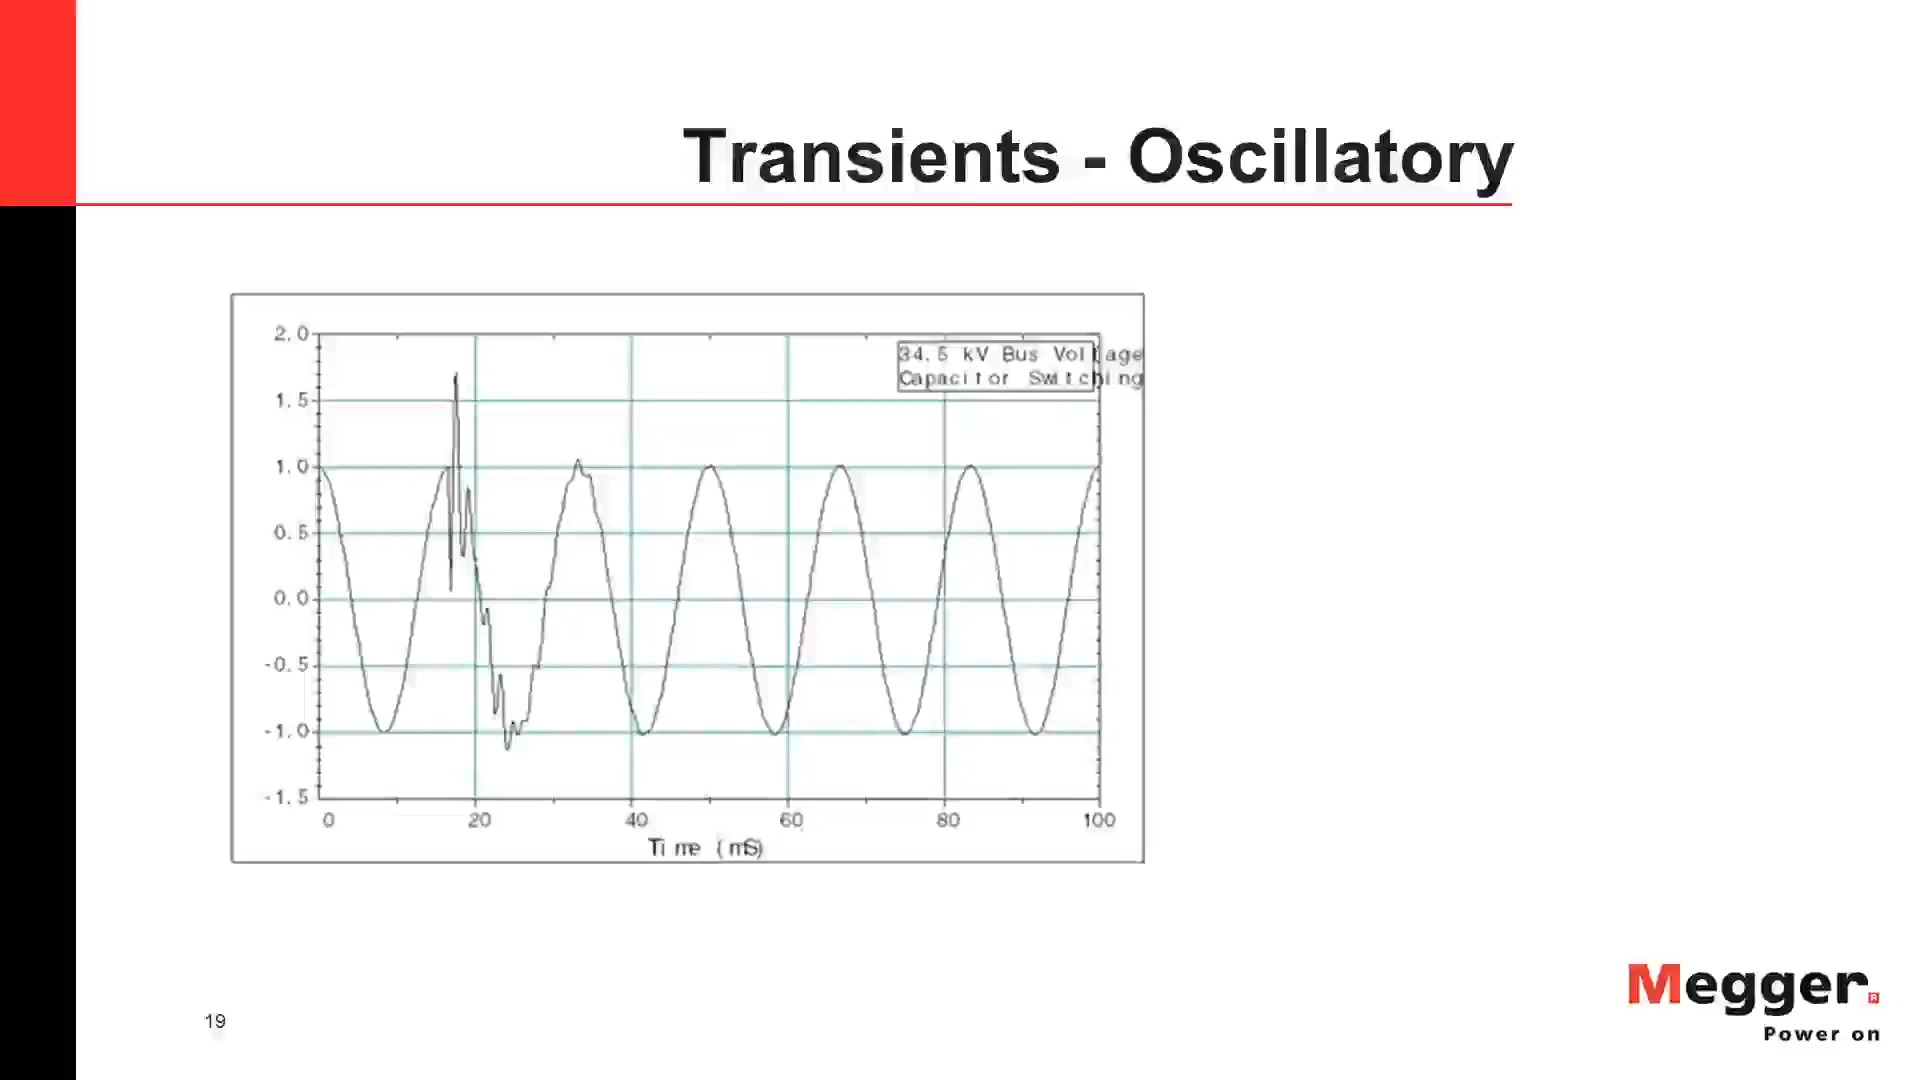 Transients - Oscillatory
34.5 kV Bus Voltage
Capacitor Switching
2.0
1.5
1.0
0.5
0.0
-0.5
-1.0
-1.5
0 20 40 60 80 100
Time (mS)
19
Megger®
Power on